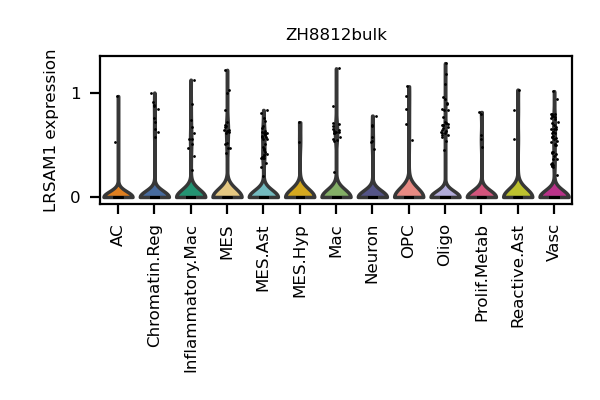 ZH8812bulk
LRSAM1 expression
1
0
AC
Chromatin.Reg
Inflammatory.Mac
MES
MES.Ast
MES.Hyp
Mac
Neuron
OPC
Oligo
Prolif.Metab
Reactive.Ast
Vasc